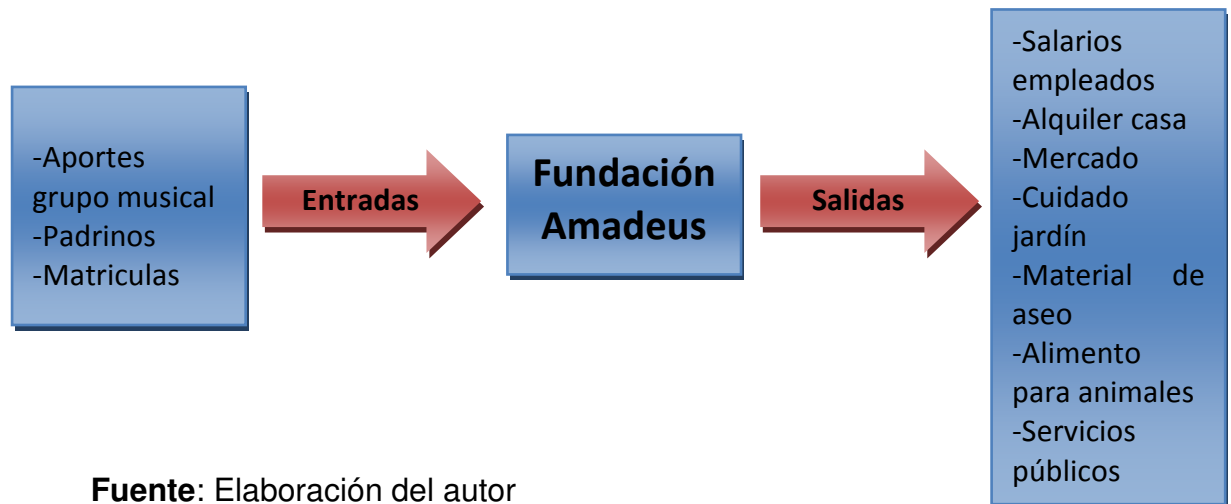 -Aportes
grupo musical
-Padrinos
-Matriculas
Entradas
Fundación
Amadeus
Salidas
-Salarios
empleados
-Alquiler casa
-Mercado
-Cuidado
jardín
-Material de
aseo
-Alimento
para animales
-Servicios
públicos
Fuente: Elaboración del autor